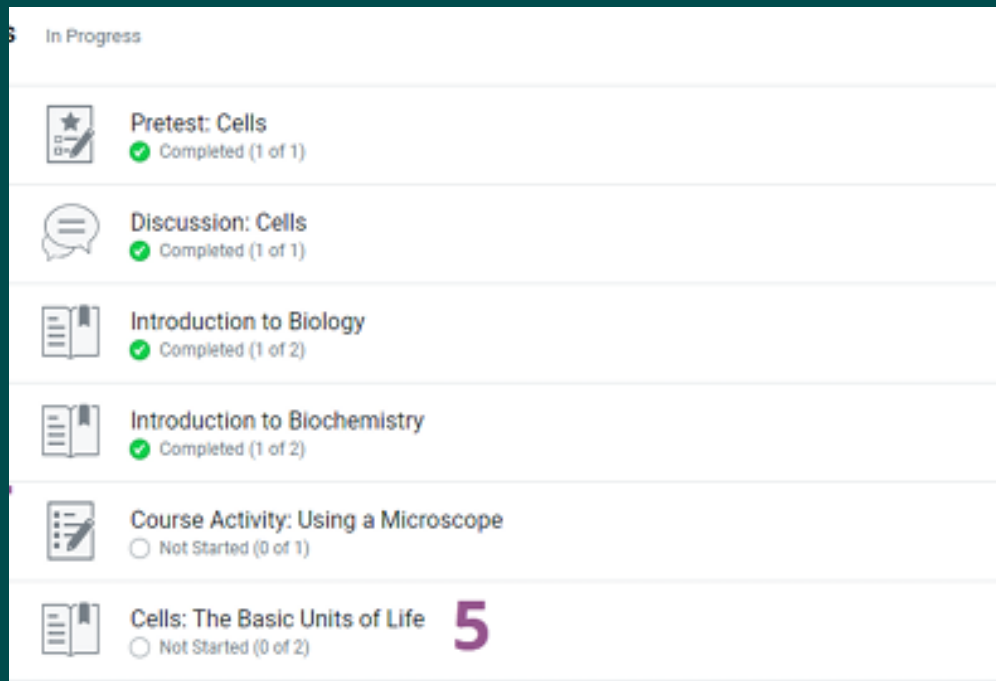 In Progress
Pretest: Cells
Completed (1 of 1)
Discussion: Cells
Completed (1 of 1)
Introduction to Biology
Completed (1 of 2)
Introduction to Biochemistry
Completed (1 of 2)
Course Activity: Using a Microscope
Not Started (0 of 1)
Cells: The Basic Units of Life 5
Not Started (0 of 2)